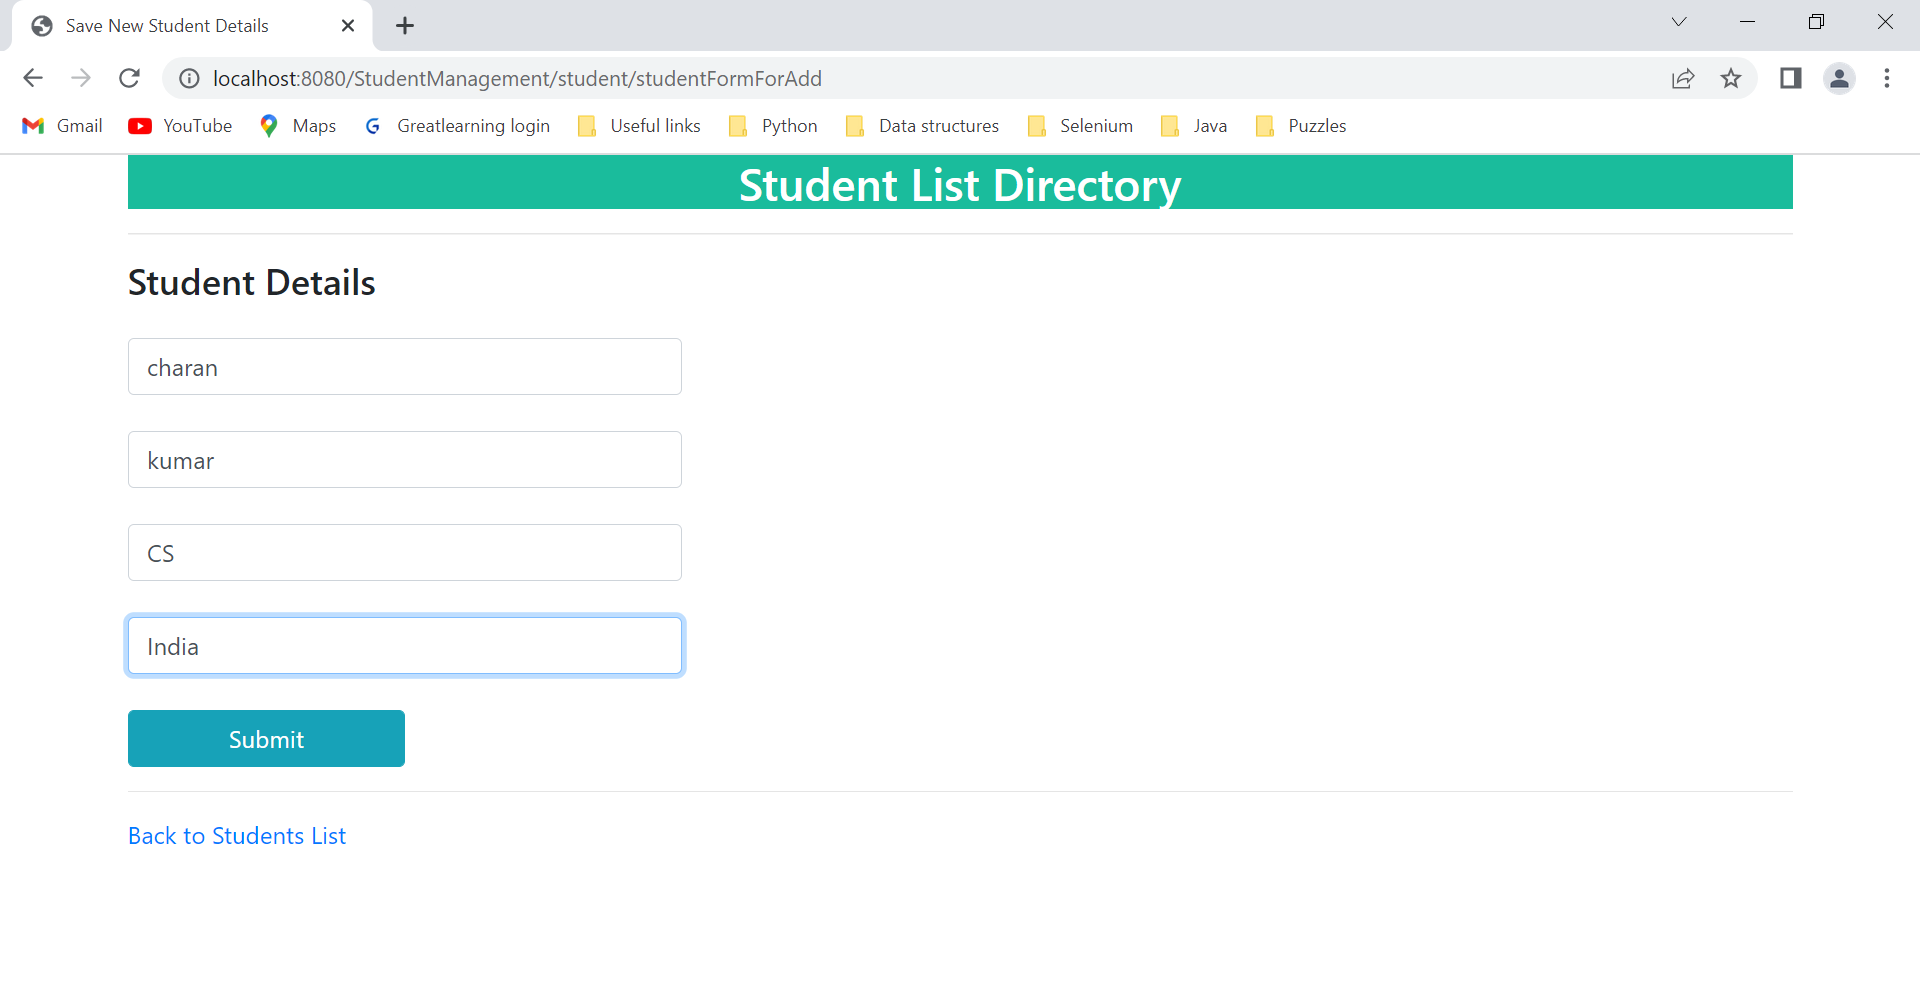 Save New Student Details
localhost:8080/StudentManagement/student/studentFormForAdd
Gmail YouTube Maps Greatlearning login Useful links Python Data structures Selenium Java Puzzles
Student List Directory
Student Details
charan
kumar
CS
India
Submit
Back to Students List